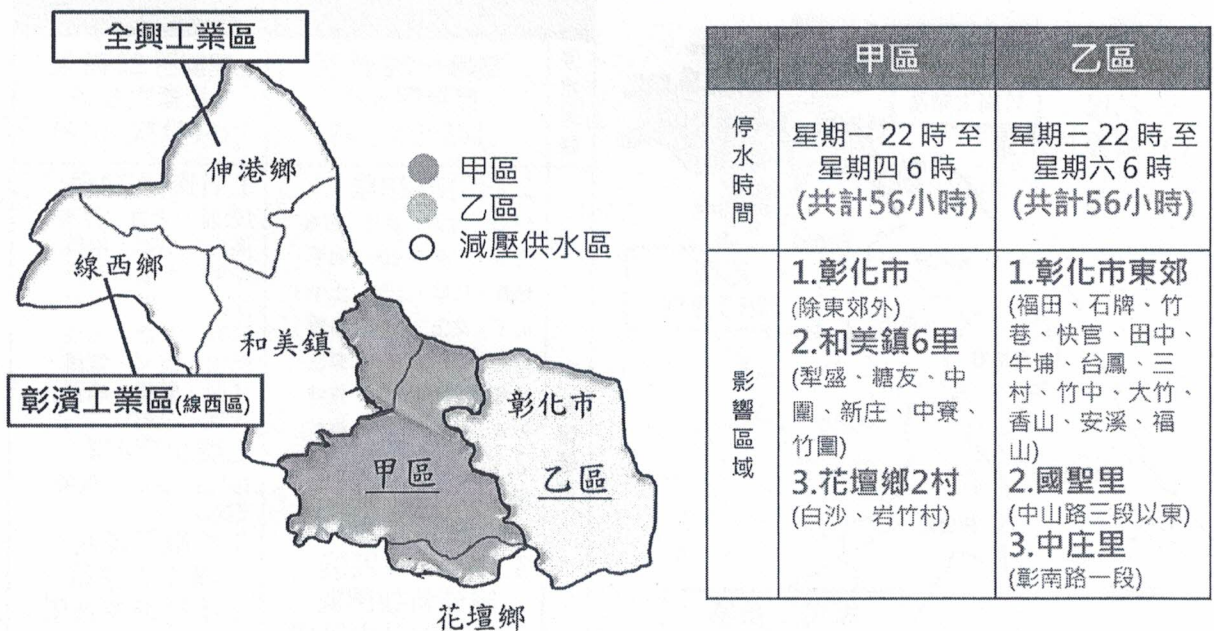 全興工業區
伸港鄉
線西鄉
和美鎮
彰濱工業區(線西區)
彰化市
甲區
乙區
花壇鄉
甲區
乙區
減壓供水區
甲區
乙區
停水時間
星期一 22 時 至
星期四 6 時
(共計56小時)
星期三 22 時 至
星期六 6 時
(共計56小時)
影響區域
1.彰化市
(除東郊外)
2.和美鎮6里
(犁盛、糖友、中
圍、新庄、中寮、
竹圍)
3.花壇鄉2村
(白沙、岩竹村)
1.彰化市東郊
(福田、石牌、竹
巷、快官、田中、
牛埔、台鳳、三
村、竹中、大竹、
香山、安溪、福
山)
2.國聖里
(中山路三段以東)
3.中庄里
(彰南路一段)